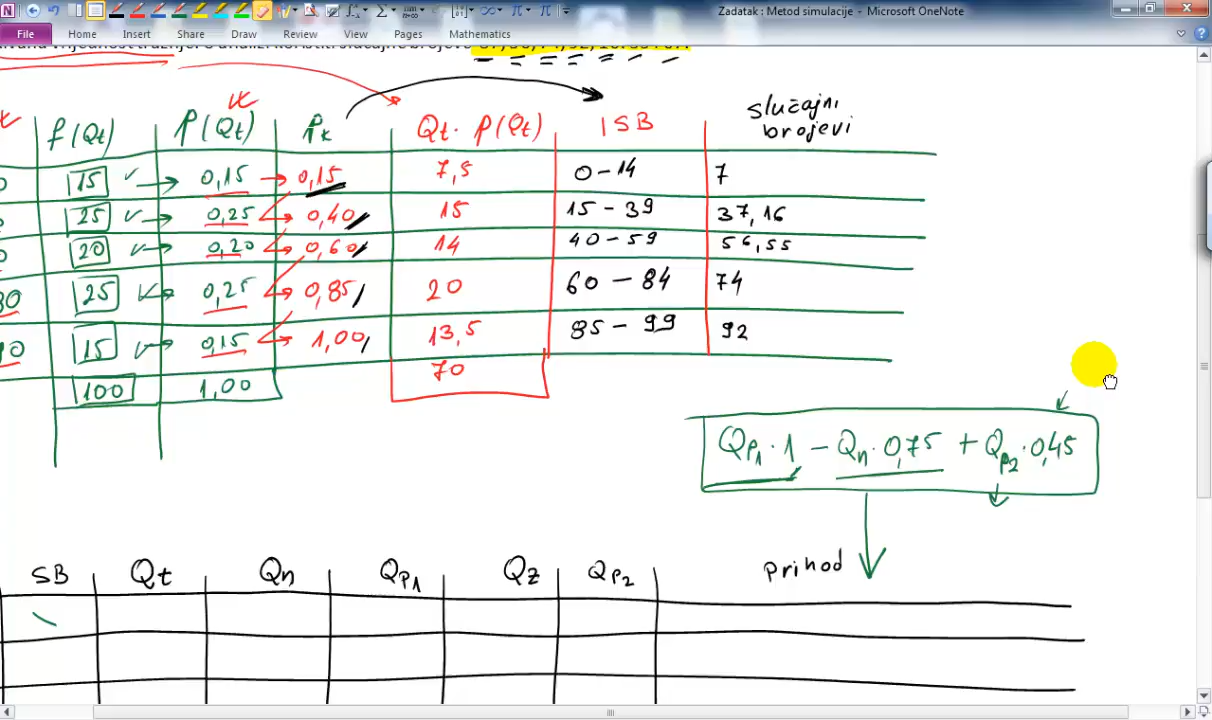 Zadatak : Metod simulacije - Microsoft OneNote
File Home Insert Share Draw Review View Pages Mathematics
f(Qt) p(Qt) Pk Qt · p(Qt) ISB slučajni brojevi
15 0,15 0,15 7,5 0-14 7
25 0,25 0,40 15 15 - 39 37, 16
20 0,20 0,60 14 40 - 59 56, 55
25 0,25 0,85 20 60 - 84 74
15 0,15 1,00 13,5 85 - 99 92
100 1,00 70
QP1 · 1 - Qn · 0,75 + Qp2 · 0,45
SB Qt Qn QP1 Qz QP2 prihod